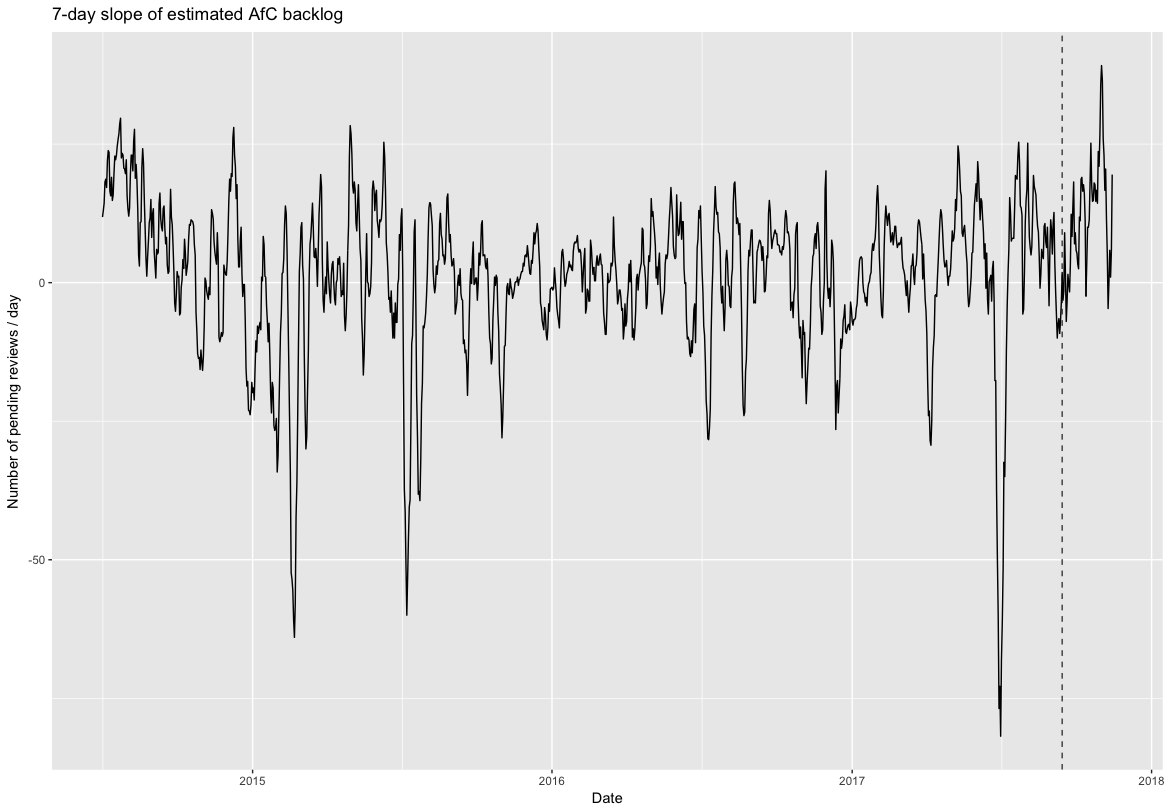 7-day slope of estimated AfC backlog
Number of pending reviews / day
0
-50
2015
2016
2017
2018
Date